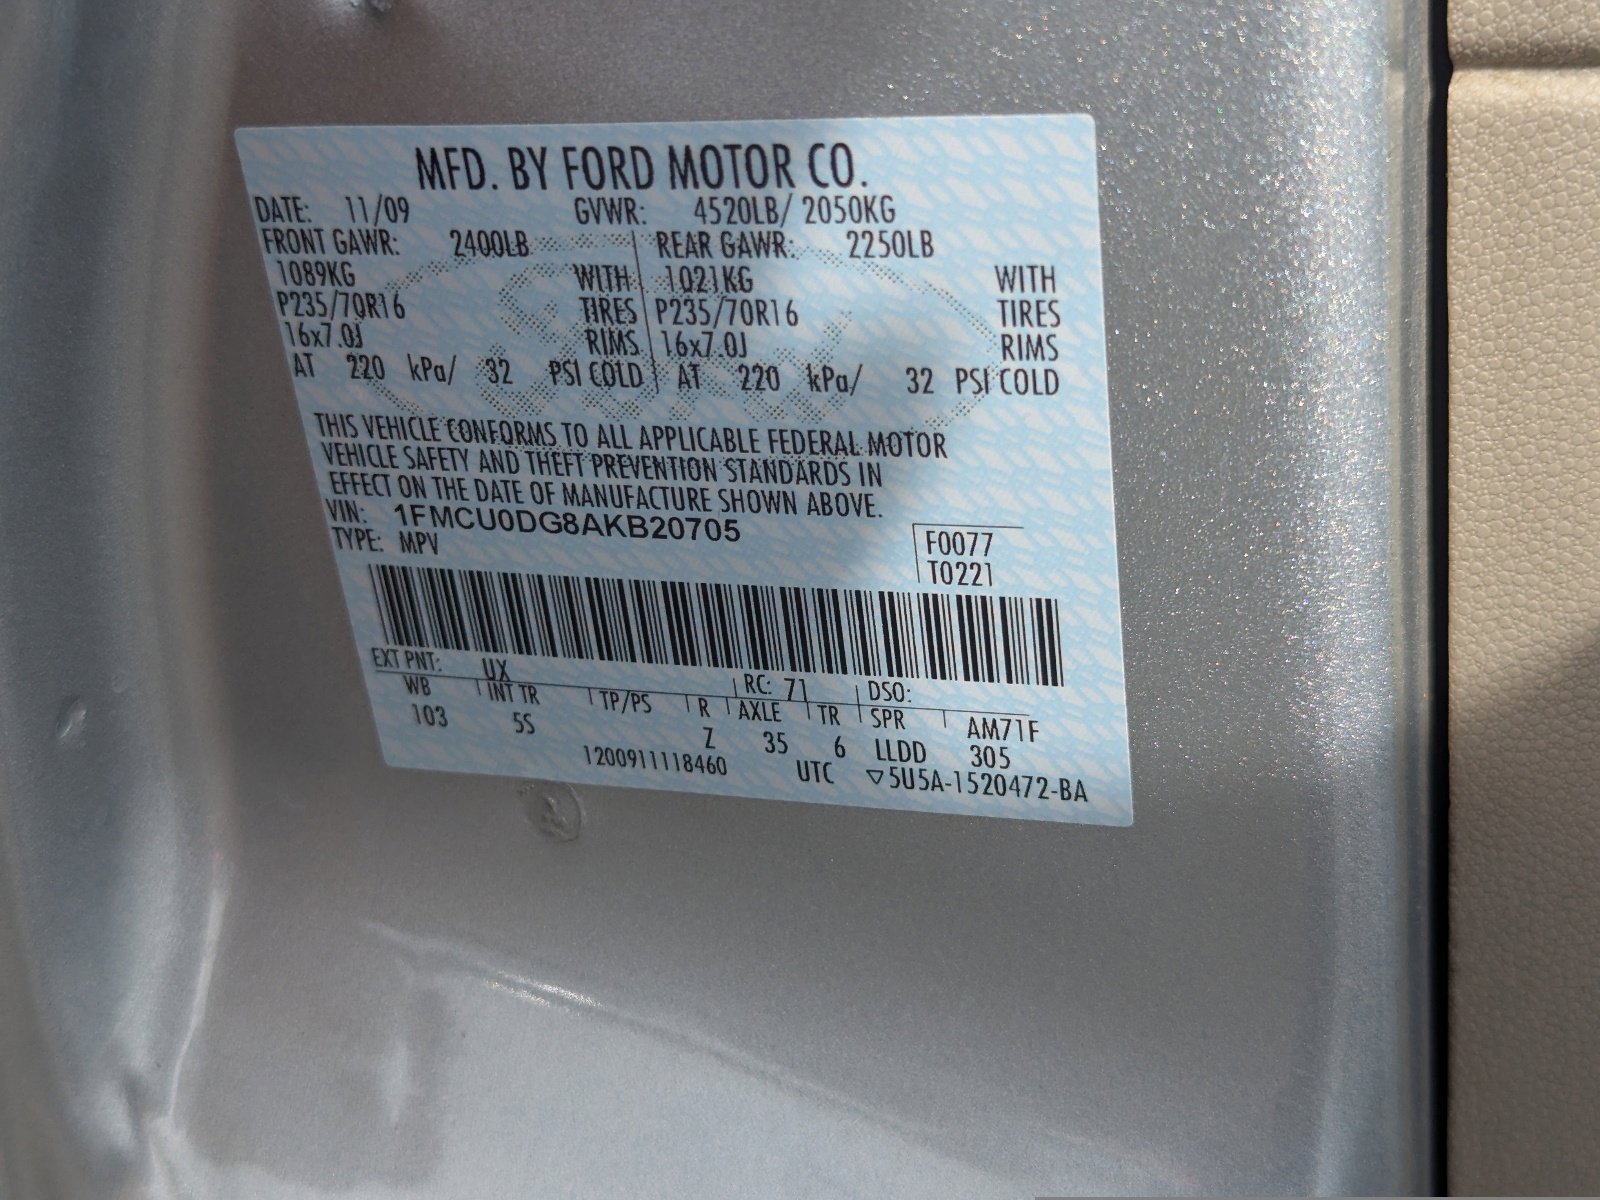 MFD. BY FORD MOTOR CO.
DATE: 11/09 GVWR: 4520LB/ 2050KG
FRONT GAWR: 2400LB REAR GAWR: 2250LB
1089KG WITH 1021KG WITH
P235/70R16 TIRES P235/70R16 TIRES
16x7.0J RIMS 16x7.0J RIMS
AT 220 kPa/ 32 PSI COLD AT 220 kPa/ 32 PSI COLD
THIS VEHICLE CONFORMS TO ALL APPLICABLE FEDERAL MOTOR
VEHICLE SAFETY AND THEFT PREVENTION STANDARDS IN
EFFECT ON THE DATE OF MANUFACTURE SHOWN ABOVE.
VIN: 1FMCU0DG8AKB20705
TYPE: MPV
F0077
T0221
EXT PNT: UX RC: 71 DSO:
WB INT TR TP/PS R AXLE TR SPR AM71F
103 5S Z 35 6 LLDD 305
1200911118460 UTC ▽5U5A-1520472-BA